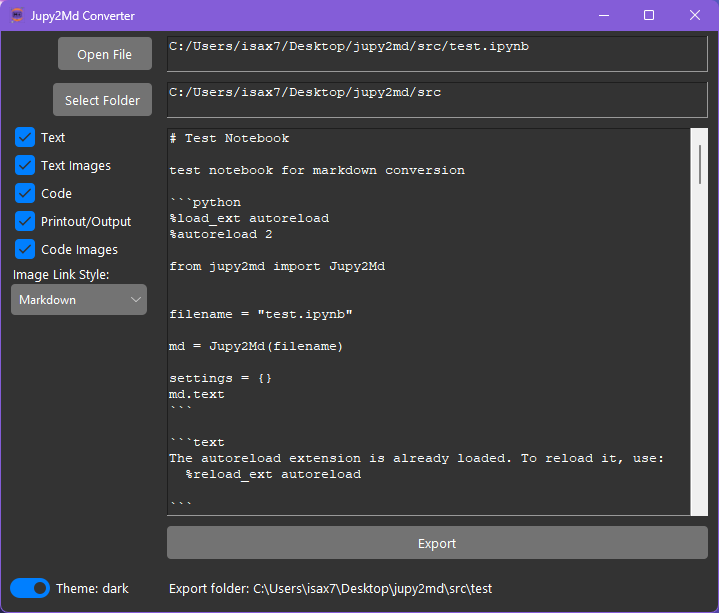 Jupy2Md Converter
Open File
C:/Users/isax7/Desktop/jupy2md/src/test.ipynb
Select Folder
C:/Users/isax7/Desktop/jupy2md/src
Text
Text Images
Code
Printout/Output
Code Images
Image Link Style:
Markdown
# Test Notebook
test notebook for markdown conversion
```python
%load_ext autoreload
%autoreload 2
from jupy2md import Jupy2Md
filename = "test.ipynb"
md = Jupy2Md(filename)
settings = {}
md.text
```
```text
The autoreload extension is already loaded. To reload it, use:
  %reload_ext autoreload
```
Export
Theme: dark
Export folder: C:\Users\isax7\Desktop\jupy2md\src\test